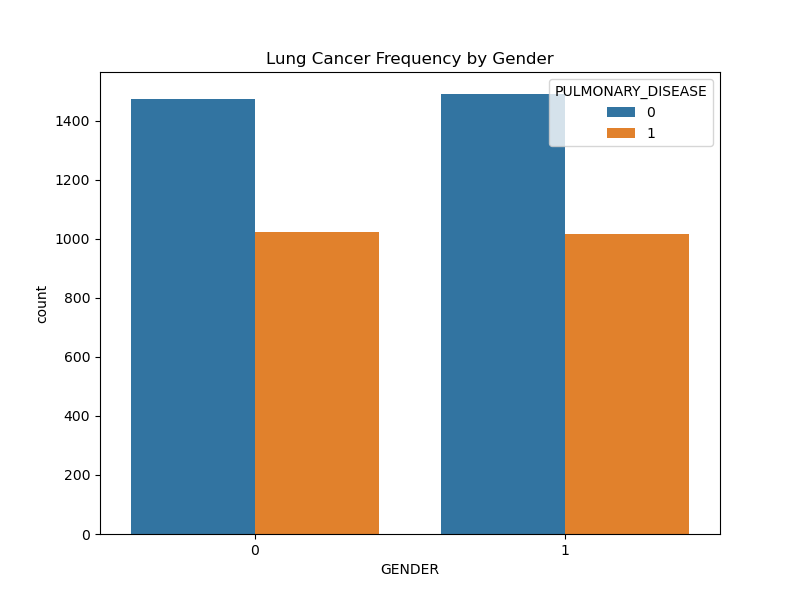 Lung Cancer Frequency by Gender
PULMONARY_DISEASE
0
1
1400
1200
1000
800
600
400
200
0
count
0 1
GENDER